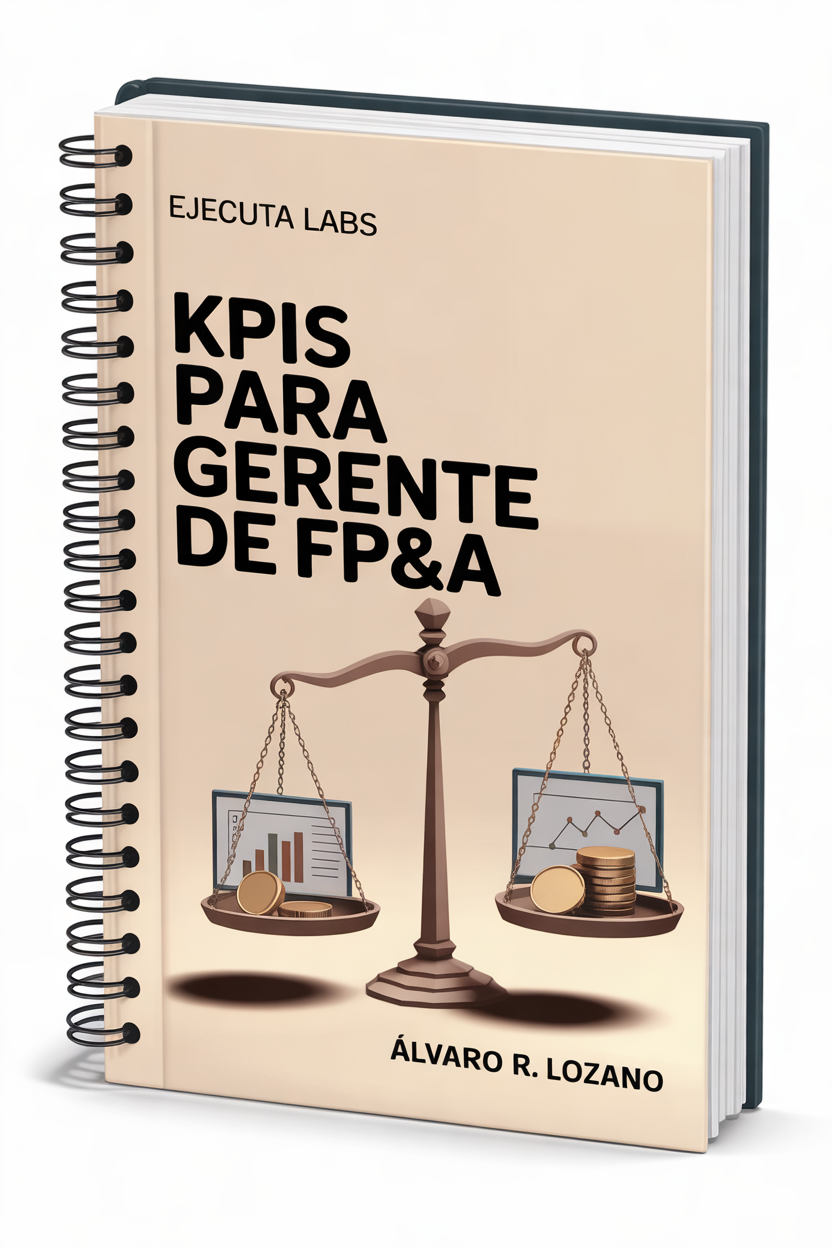 EJECUTA LABS
KPIS
PARA
GERENTE
DE FP&A
ÁLVARO R. LOZANO